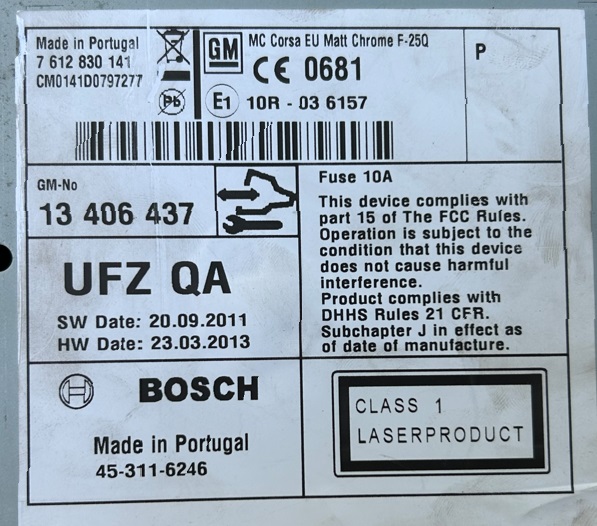 Made in Portugal
7 612 830 141
CM0141D0797277
Pb
GM
MC Corsa EU Matt Chrome F-25Q
CE 0681
E1 10R - 03 6157
P
GM-No
13 406 437
UFZ QA
SW Date: 20.09.2011
HW Date: 23.03.2013
Fuse 10A
This device complies with
part 15 of The FCC Rules.
Operation is subject to the
condition that this device
does not cause harmful
interference.
Product complies with
DHHS Rules 21 CFR.
Subchapter J in effect as
of date of manufacture.
BOSCH
Made in Portugal
45-311-6246
CLASS 1
LASERPRODUCT